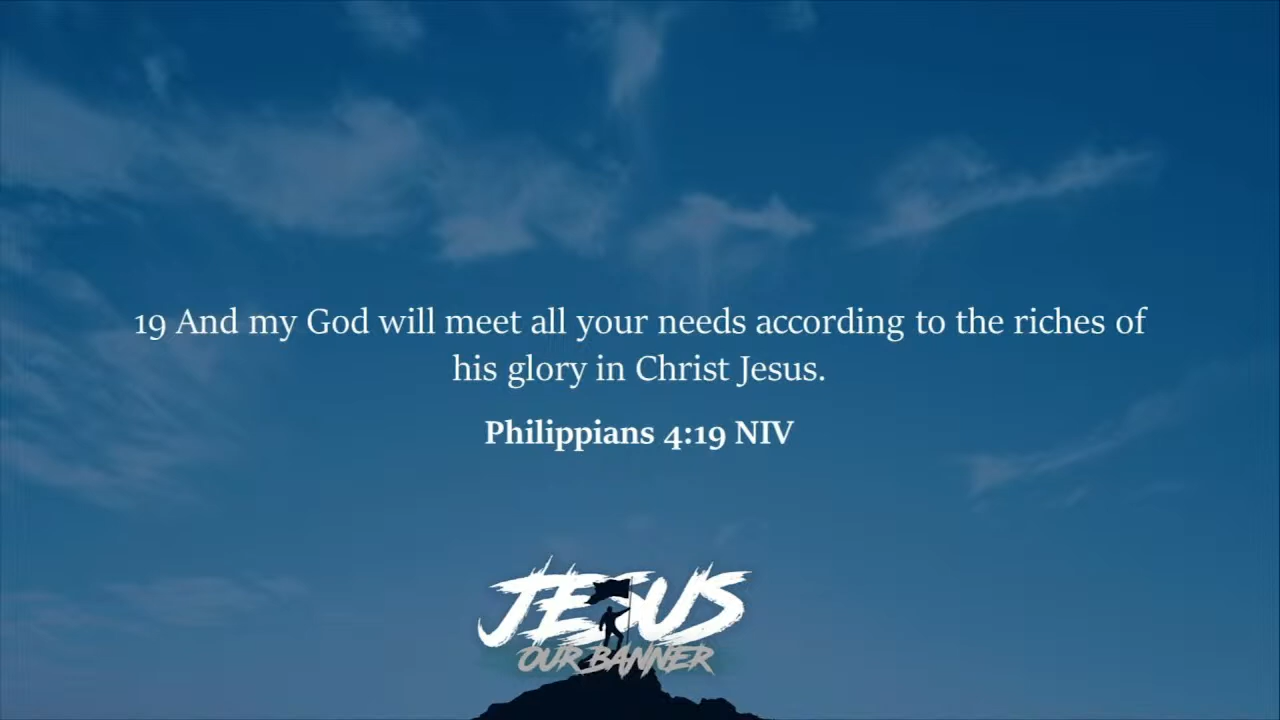 19 And my God will meet all your needs according to the riches of
his glory in Christ Jesus.
Philippians 4:19 NIV
JESUS
OUR BANNER